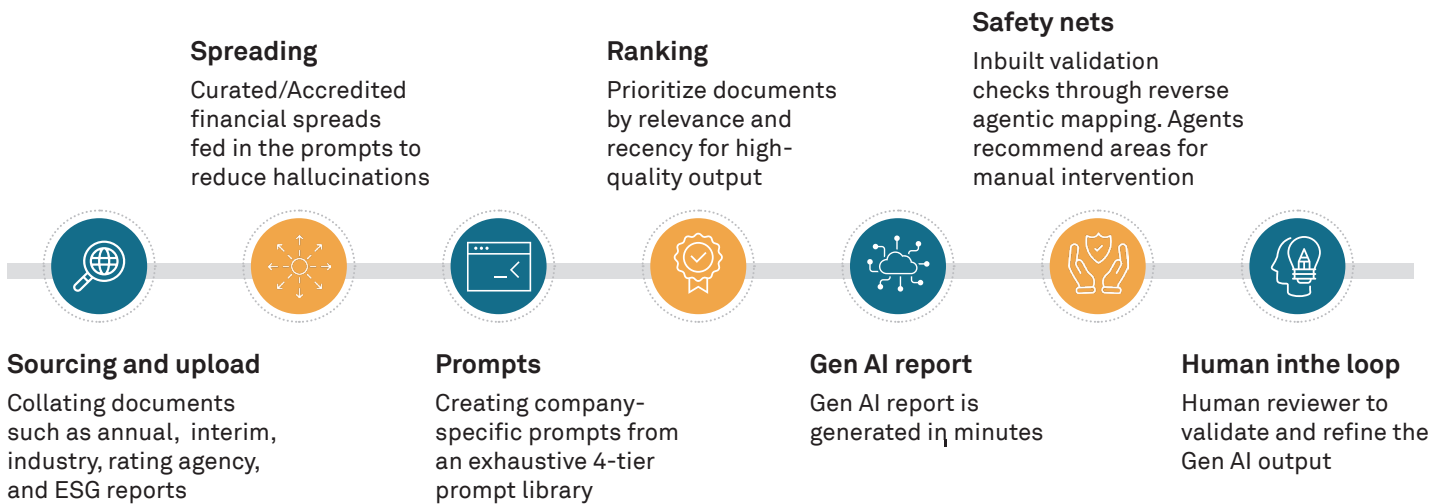 Safety nets
Inbuilt validation
checks through reverse
agentic mapping. Agents
recommend areas for
manual intervention
Spreading
Curated/Accredited
financial spreads
fed in the prompts to
reduce hallucinations
Ranking
Prioritize documents
by relevance and
recency for high-
quality output
Sourcing and upload
Collating documents
such as annual, interim,
industry, rating agency,
and ESG reports
Prompts
Creating company-
specific prompts from
an exhaustive 4-tier
prompt library
Gen AI report
Gen AI report is
generated in minutes
Human inthe loop
Human reviewer to
validate and refine the
Gen AI output